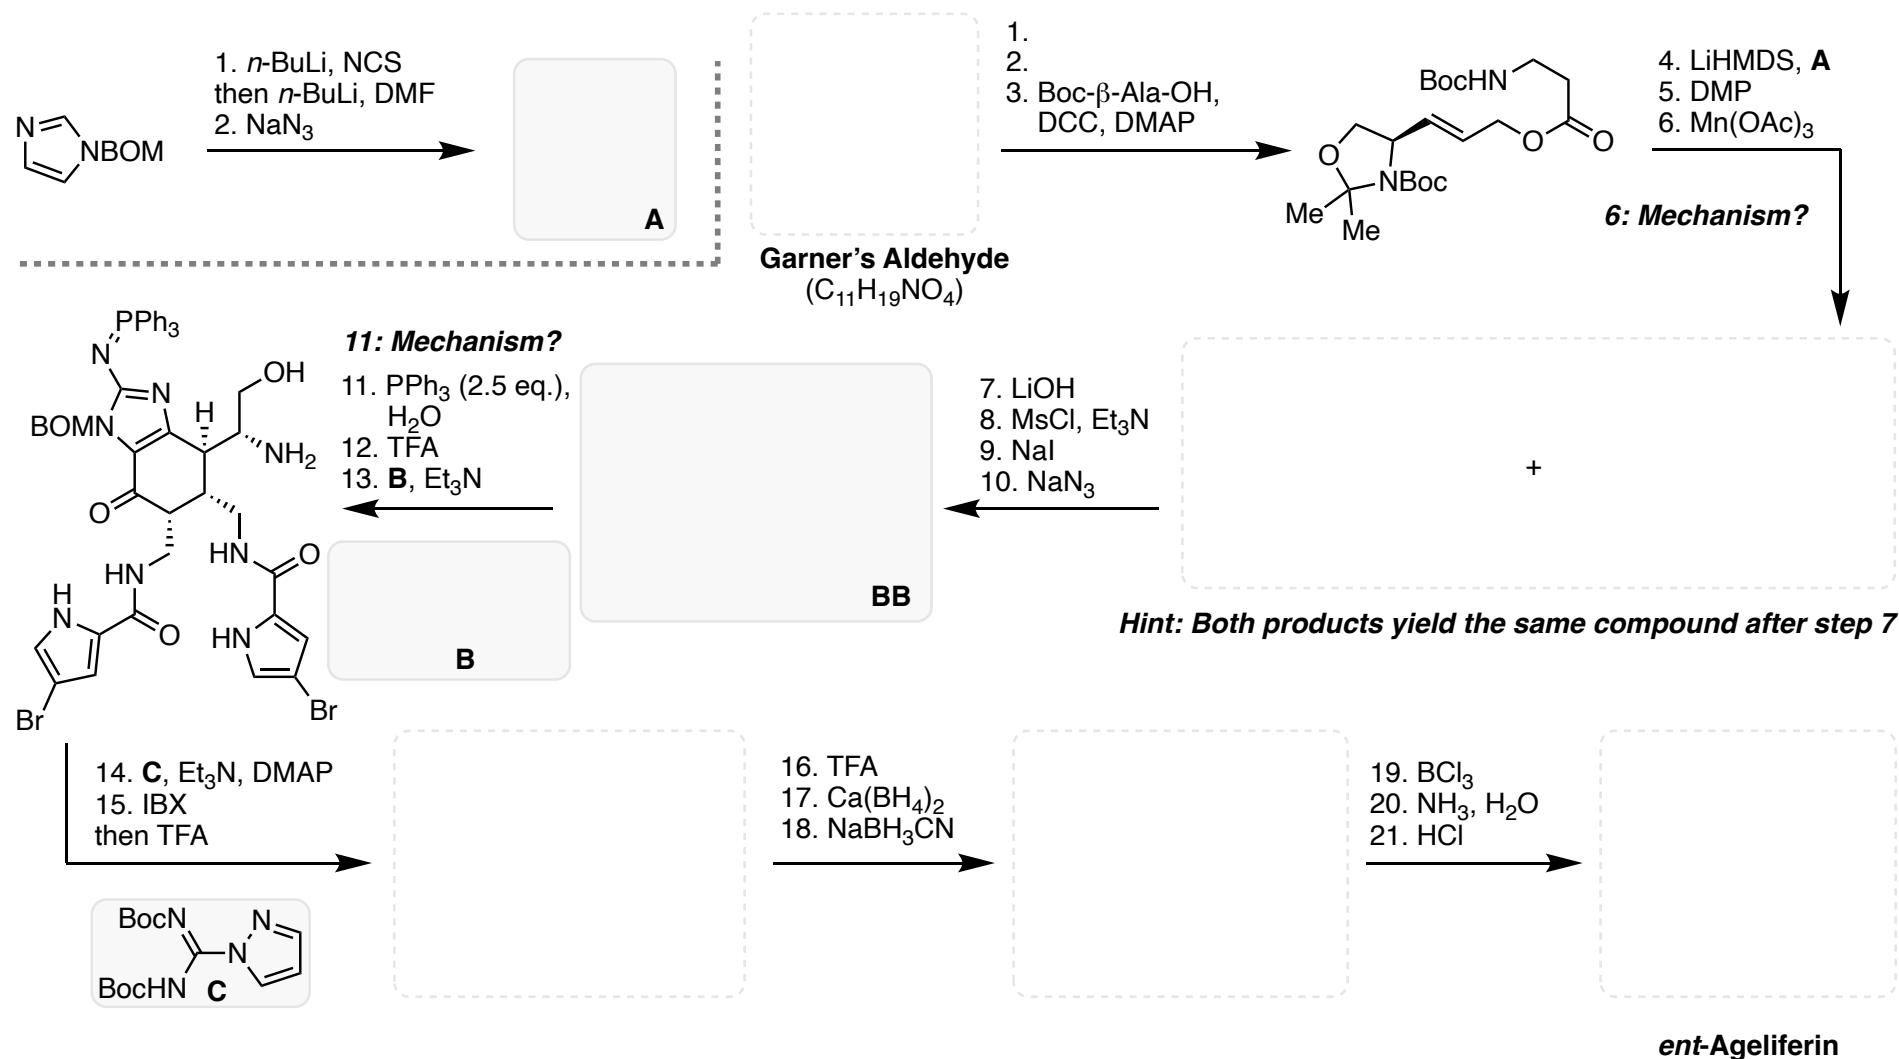 1. n-BuLi, NCS
then n-BuLi, DMF
2. NaN3
N
NBOM
A
Garner's Aldehyde
(C11H19NO4)
1.
2.
3. Boc-β-Ala-OH,
DCC, DMAP
BocHN
O
O
O
NBoc
Me
Me
4. LiHMDS, A
5. DMP
6. Mn(OAc)3
6: Mechanism?
+
Hint: Both products yield the same compound after step 7
7. LiOH
8. MsCl, Et3N
9. NaI
10. NaN3
BB
11: Mechanism?
11. PPh3 (2.5 eq.),
H2O
12. TFA
13. B, Et3N
B
PPh3
N
N
BOMN
H
OH
NH2
O
HN
HN
O
H
N
O
HN
Br
Br
14. C, Et3N, DMAP
15. IBX
then TFA
BocN
N
N
BocHN
C
16. TFA
17. Ca(BH4)2
18. NaBH3CN
19. BCl3
20. NH3, H2O
21. HCl
ent-Ageliferin